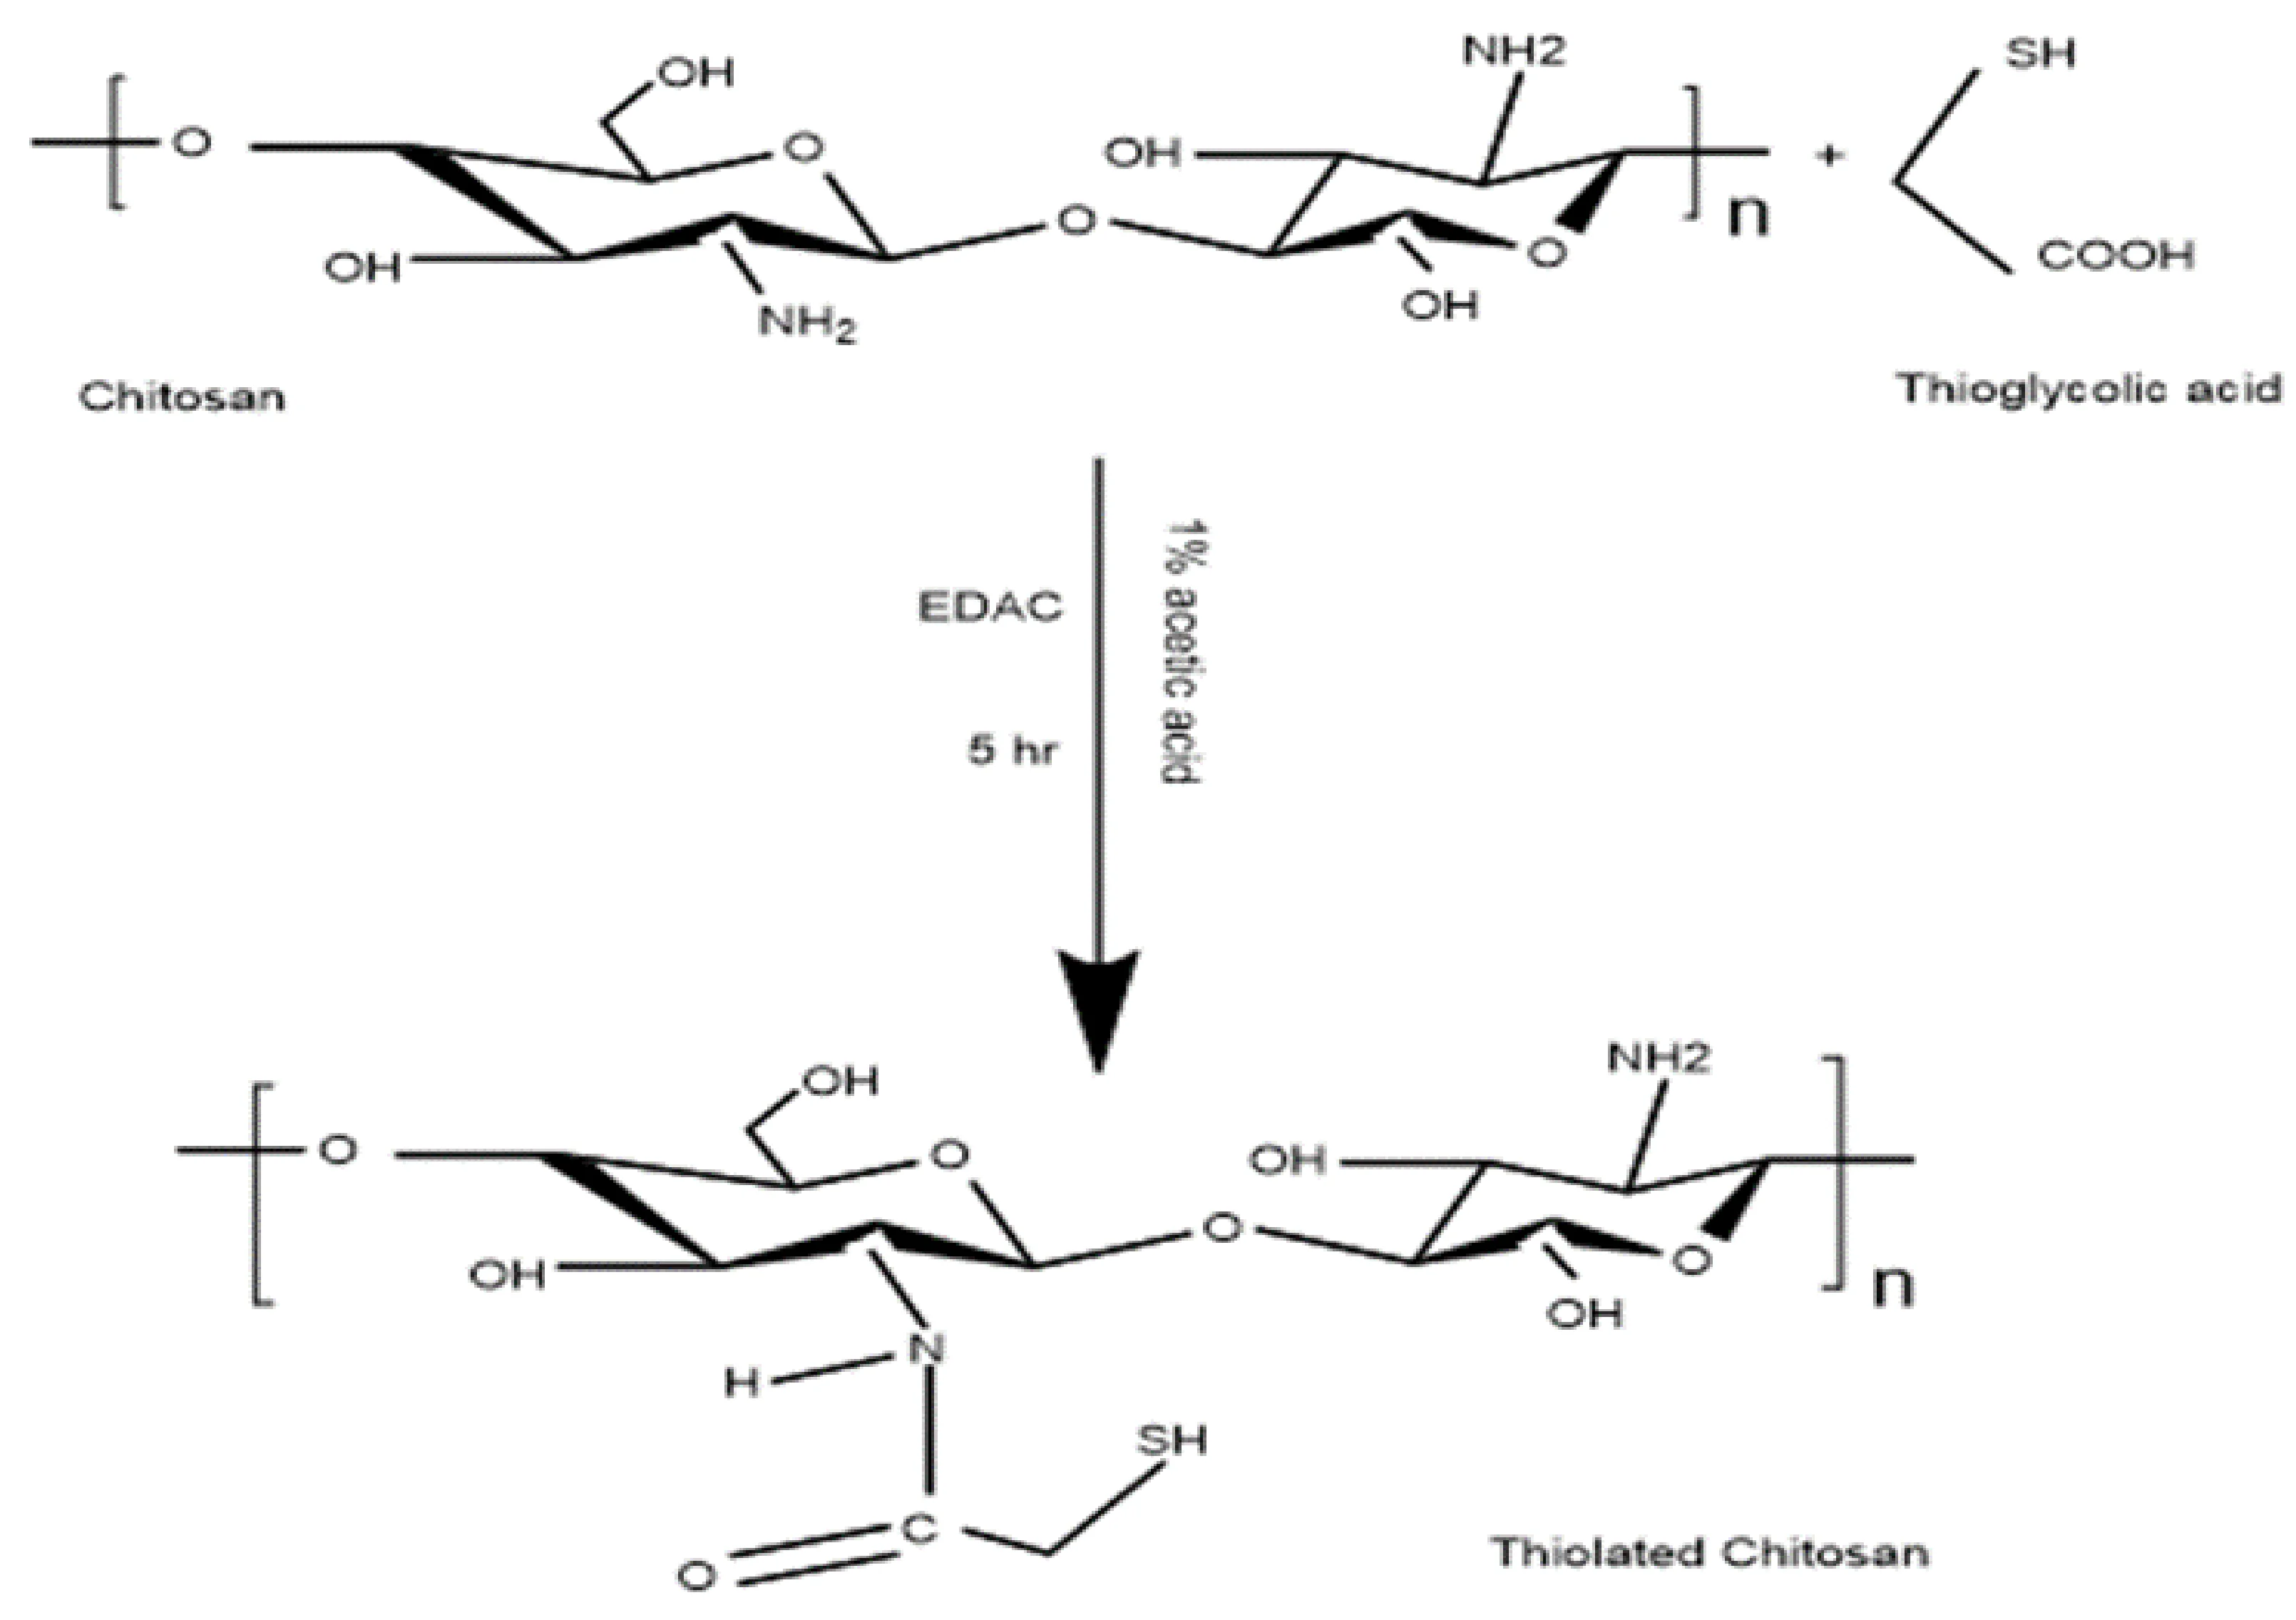 NH2
SH
OH
O
O
OH
+
O
n
O
COOH
OH
OH
NH₂
Chitosan
Thioglycolic acid
1% acetic acid
EDAC
5 hr
NH2
OH
O
O
OH
O
O
n
OH
OH
N
H
SH
C
O
Thiolated Chitosan